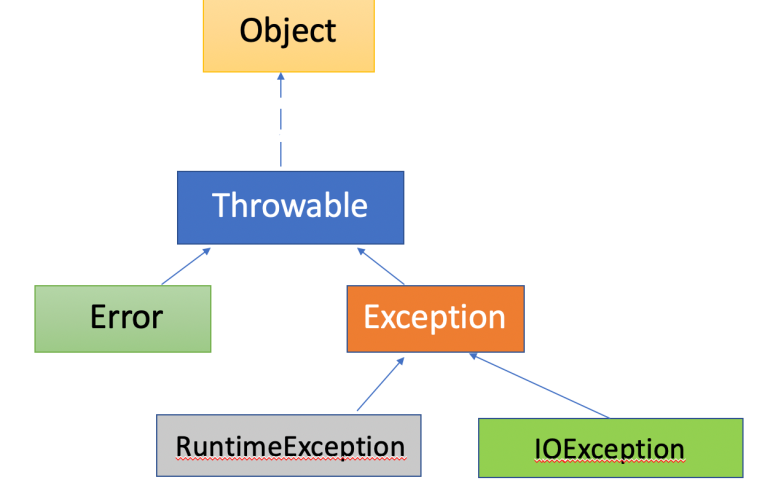 Object
Throwable
Error
Exception
RuntimeException
IOException